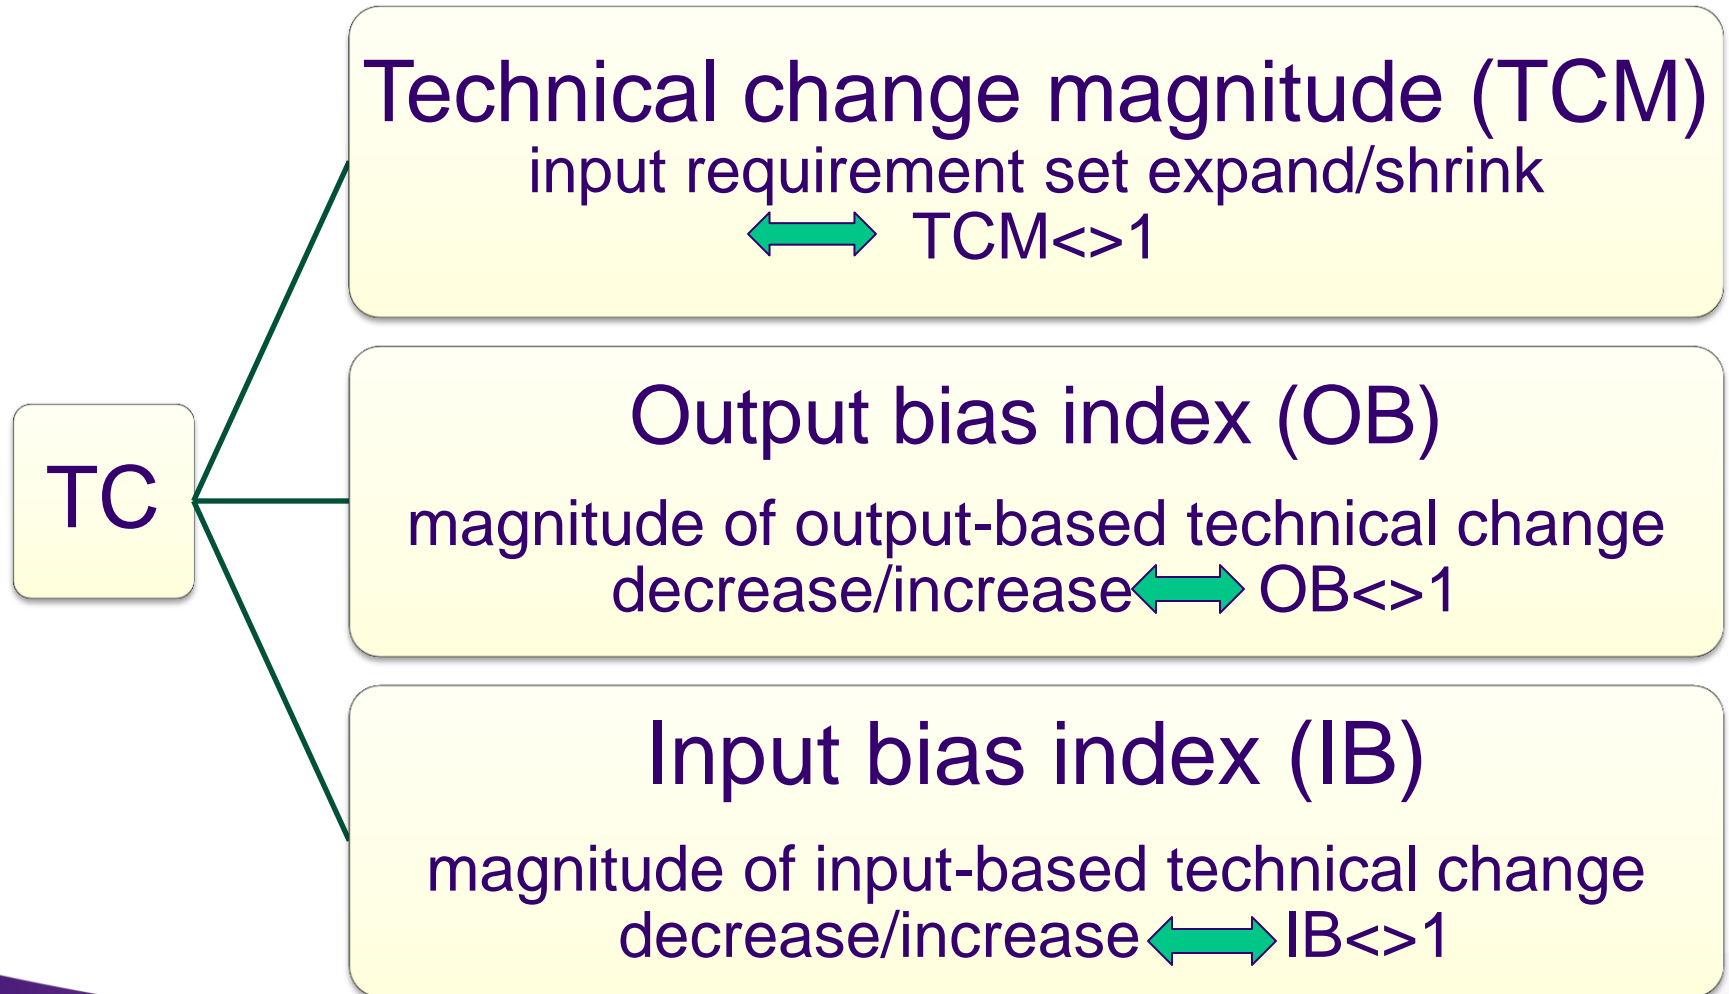 Technical change magnitude (TCM)
input requirement set expand/shrink
TCM<>1
TC
Output bias index (OB)
magnitude of output-based technical change
decrease/increase OB<>1
Input bias index (IB)
magnitude of input-based technical change
decrease/increase IB<>1